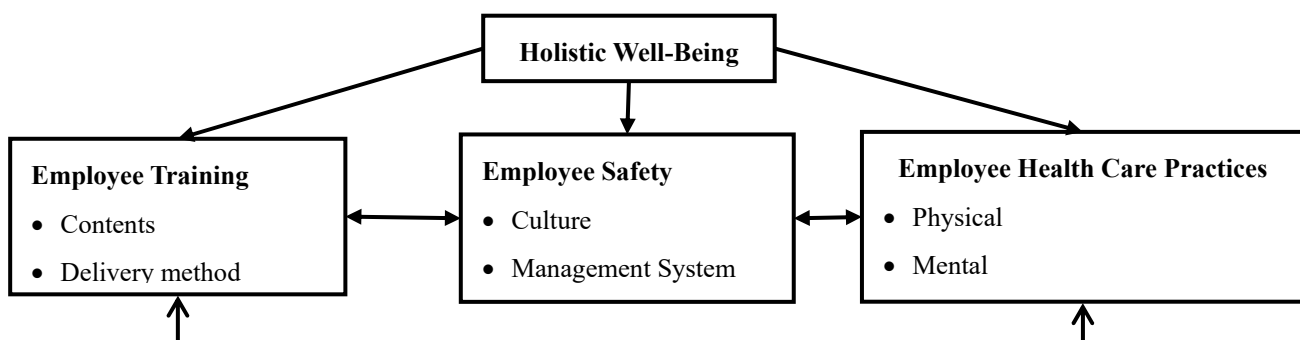 Holistic Well-Being
Employee Training
• Contents
• Delivery method
Employee Safety
• Culture
• Management System
Employee Health Care Practices
• Physical
• Mental